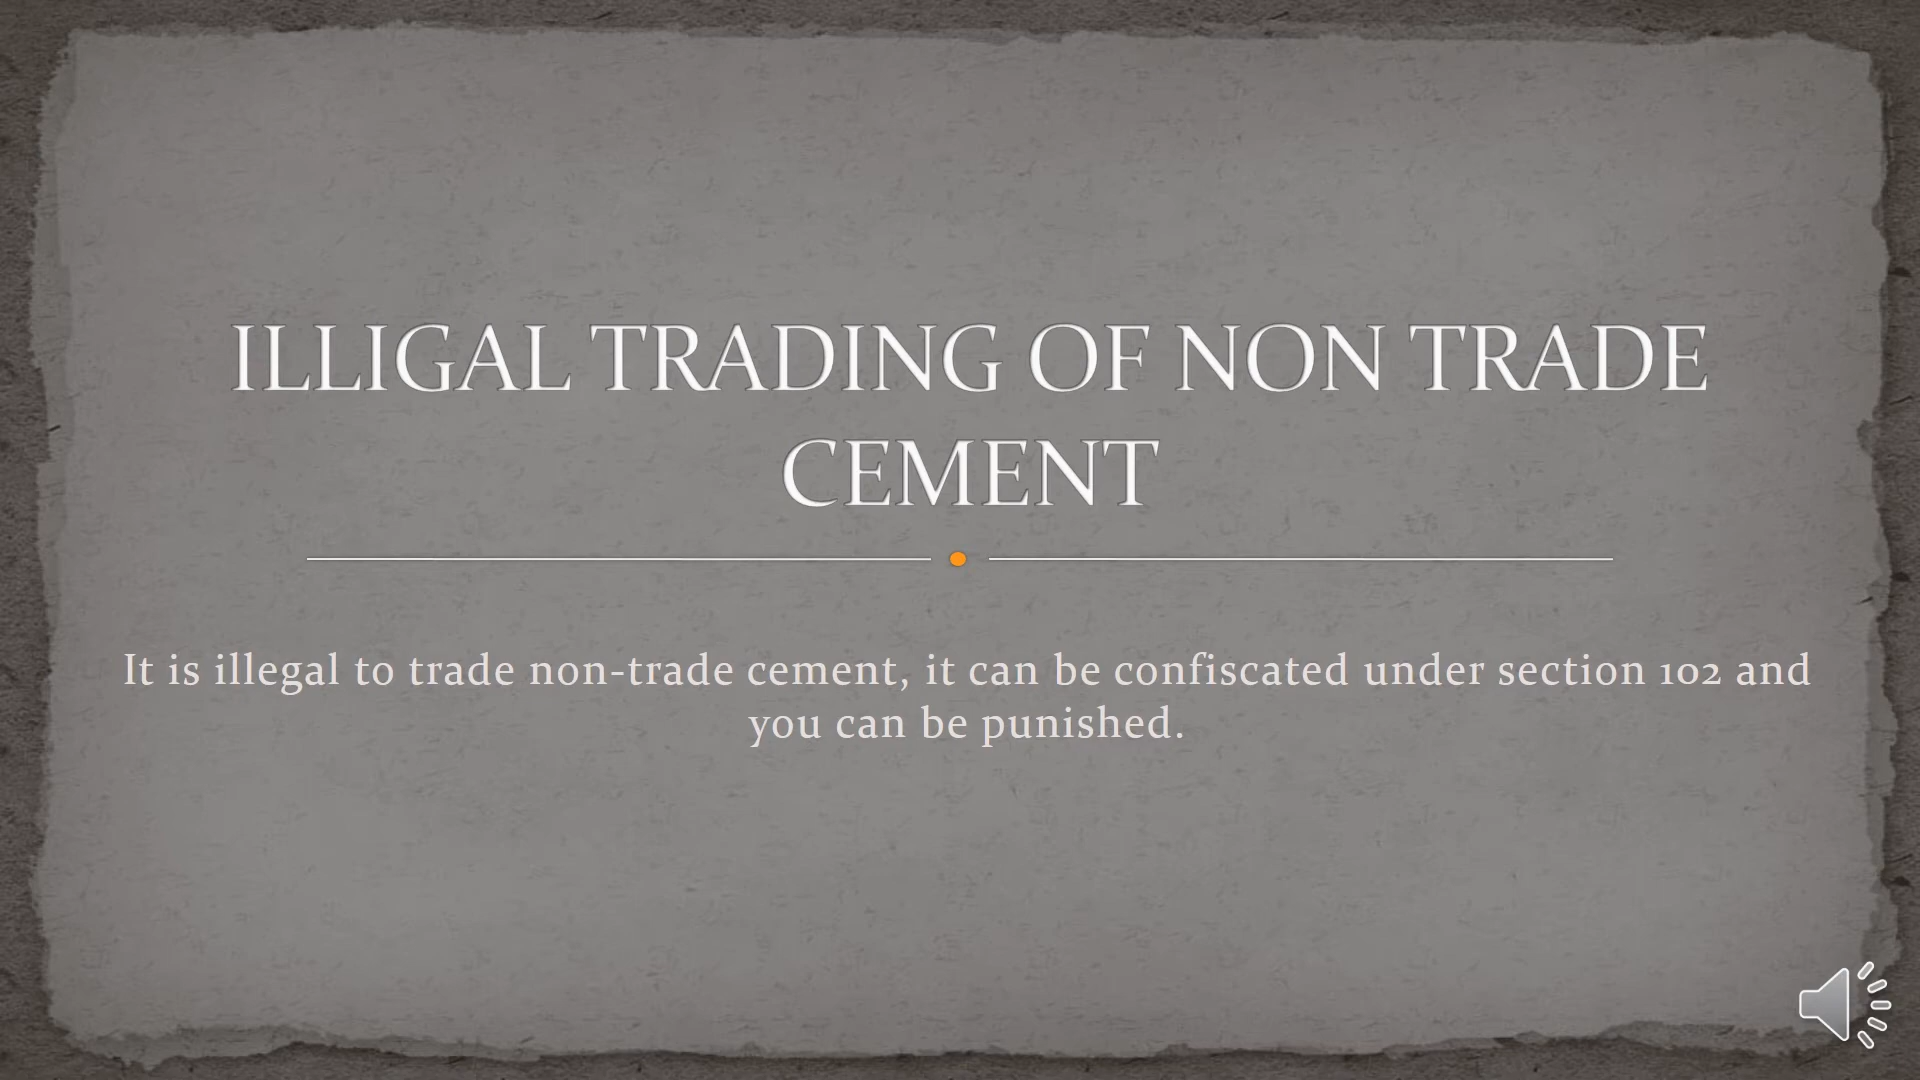 ILLIGAL TRADING OF NON TRADE
CEMENT
It is illegal to trade non-trade cement, it can be confiscated under section 102 and
you can be punished.